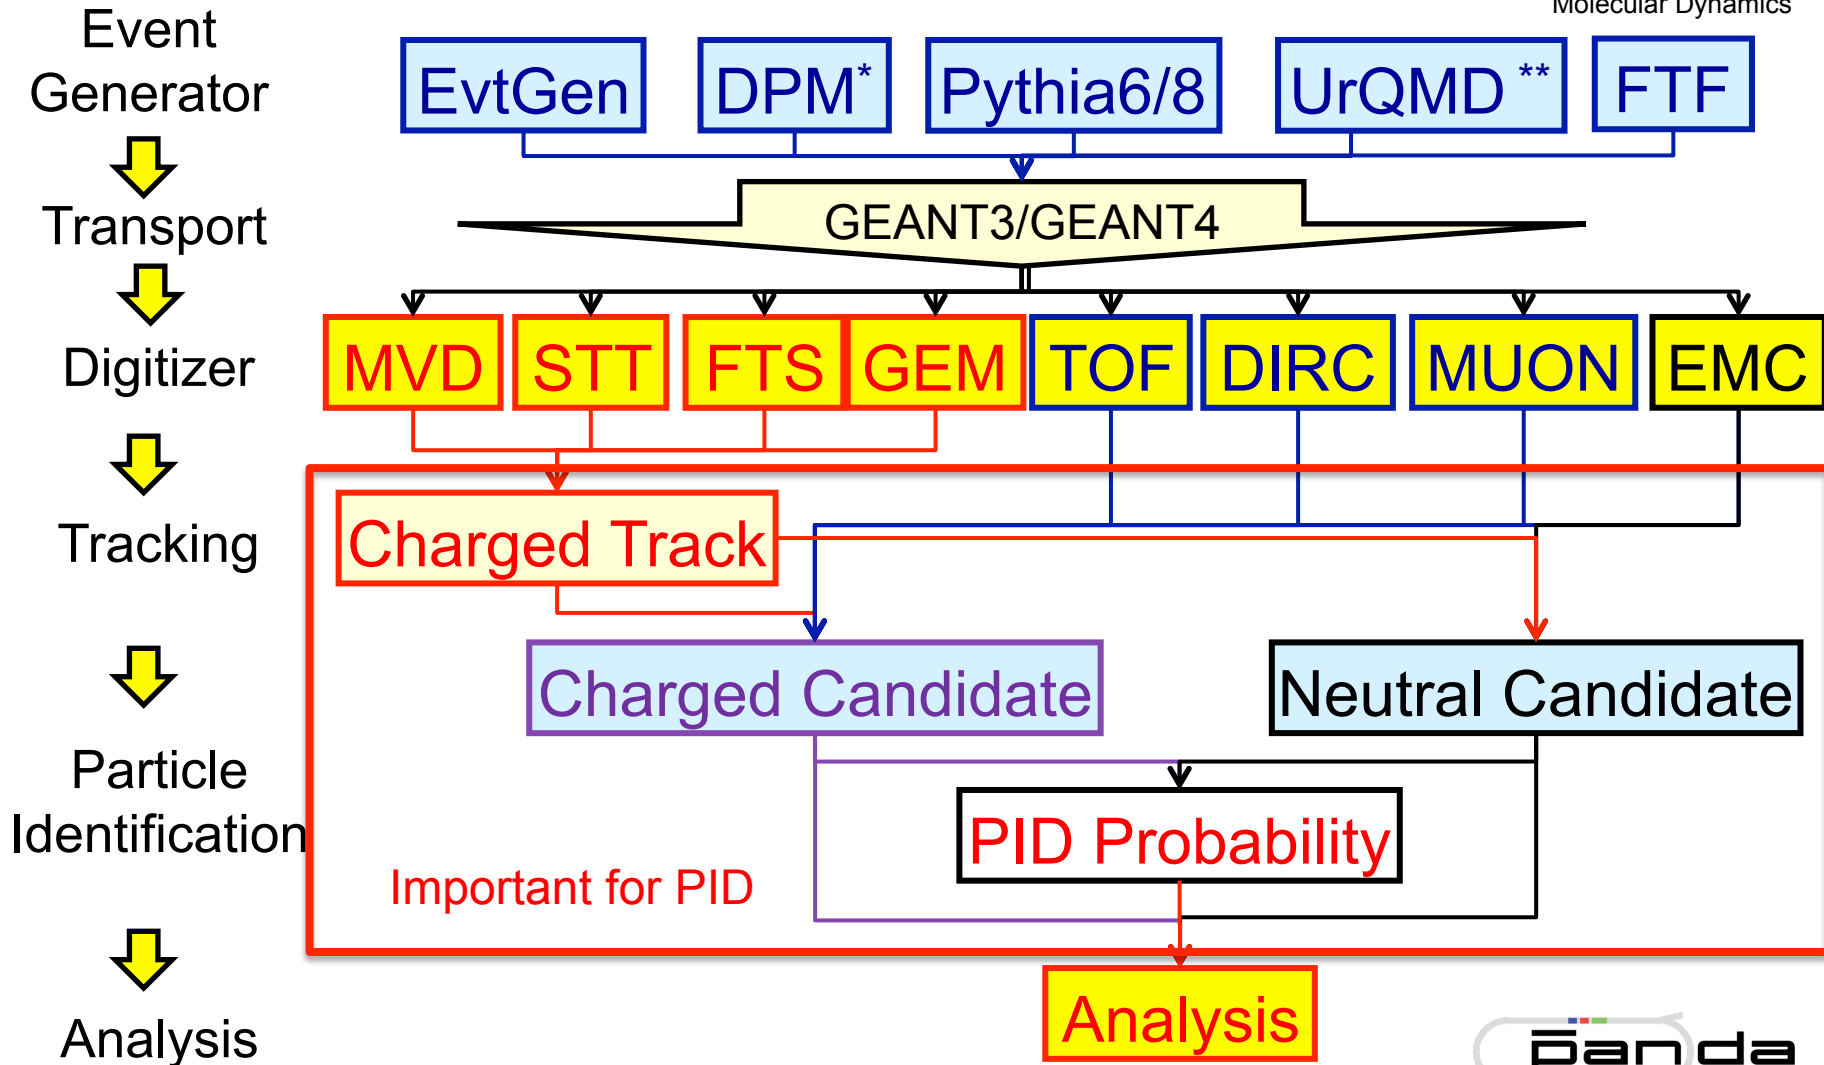 Molecular Dynamics
Event
Generator
EvtGen
DPM*
Pythia6/8
UrQMD **
FTF
Transport
GEANT3/GEANT4
Digitizer
MVD
STT
FTS
GEM
TOF
DIRC
MUON
EMC
Tracking
Charged Track
Charged Candidate
Neutral Candidate
Particle
Identification
PID Probability
Important for PID
Analysis
Analysis
panda